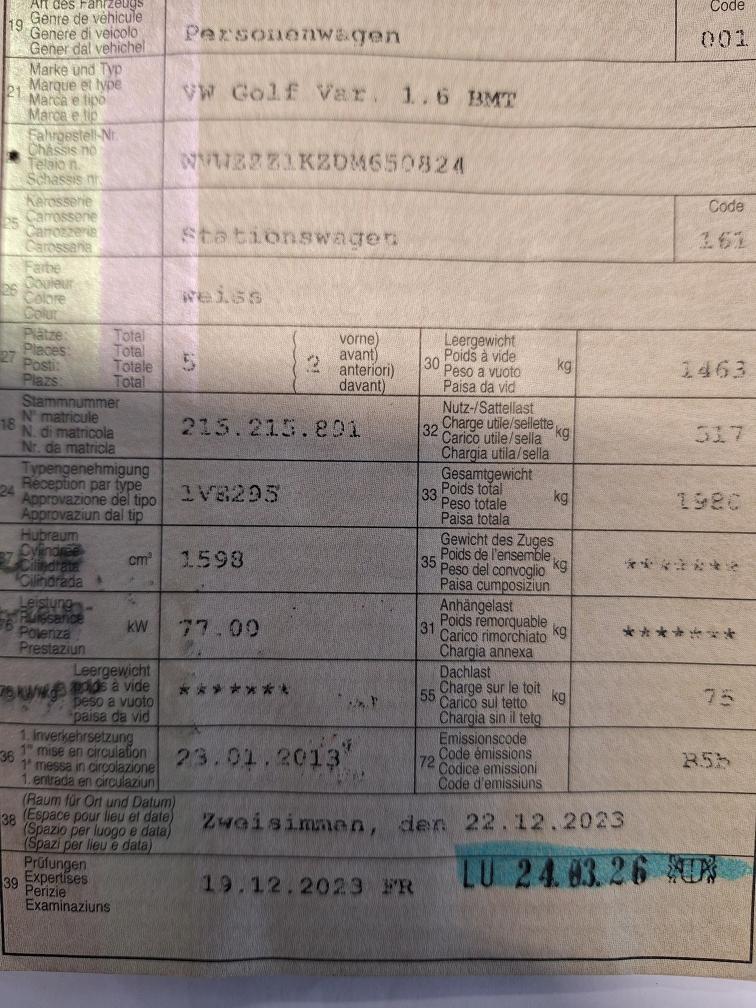 Art des Fahrzeugs
19 Genre de véhicule
Genere di veicolo
Gener dal vehichel
Personenwagen
Code
001
21 Marke und Typ
Marque et type
Marca e tipo
Marca e tip
VW Golf Var. 1.6 BMT
Fahrgestell-Nr.
Châssis no
Telaio n.
Schassis nr.
WVWZZZ1KZDM650824
25 Karosserie
Carrosserie
Carrozzeria
Carossaria
Stationswagen
Code
161
26 Farbe
Couleur
Colore
Colur
weiss
27 Plätze: Total
Places: Total
Posti: Totale
Plazs: Total
5
2
vorne)
avant)
anteriori)
davant)
30 Leergewicht
Poids à vide
Peso a vuoto
Paisa da vid
kg
1463
18 Stammnummer
N° matricule
N. di matricola
Nr. da matricla
215.215.891
32 Nutz-/Sattellast
Charge utile/sellette
Carico utile/sella
Chargia utila/sella
kg
517
24 Typengenehmigung
Réception par type
Approvazione del tipo
Approvaziun dal tip
1VB295
33 Gesamtgewicht
Poids total
Peso totale
Paisa totala
kg
1980
37 Hubraum
Cylindrée
Cilindrata
Cilindrada
cm³
1598
35 Gewicht des Zuges
Poids de l'ensemble
Peso del convoglio
Paisa cumposiziun
kg
*******
76 Leistung
Puissance
Potenza
Prestaziun
kW
77.00
31 Anhängelast
Poids remorquable
Carico rimorchiato
Chargia annexa
kg
*******
Leergewicht
poids à vide
peso a vuoto
paisa da vid
*******
55 Dachlast
Charge sur le toit
Carico sul tetto
Chargia sin il tetg
kg
75
36 1. Inverkehrsetzung
1re mise en circulation
1a messa in circolazione
1. entrada en circulaziun
23.01.2013
72 Emissionscode
Code émissions
Codice emissioni
Code d'emissiuns
B5b
38 (Raum für Ort und Datum)
(Espace pour lieu et date)
(Spazio per luogo e data)
(Spazi per lieu e data)
Zweisimmen, den 22.12.2023
39 Prüfungen
Expertises
Perizie
Examinaziuns
19.12.2023 FR
LU 24.03.26